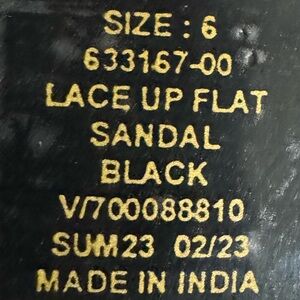 SIZE : 6
633167-00
LACE UP FLAT
SANDAL
BLACK
V/700088810
SUM23 02/23
MADE IN INDIA